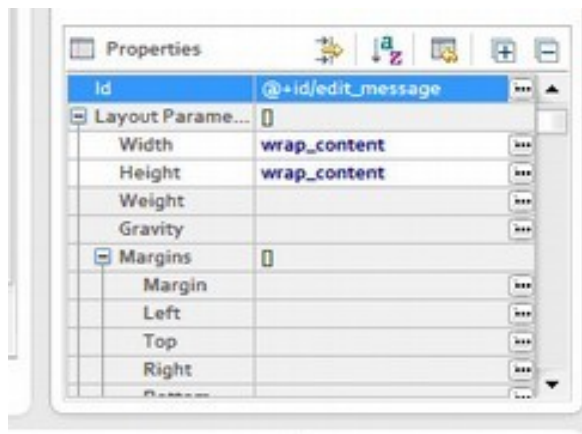 Properties
Id @+id/edit_message
Layout Parame... []
Width wrap_content
Height wrap_content
Weight
Gravity
Margins []
Margin
Left
Top
Right